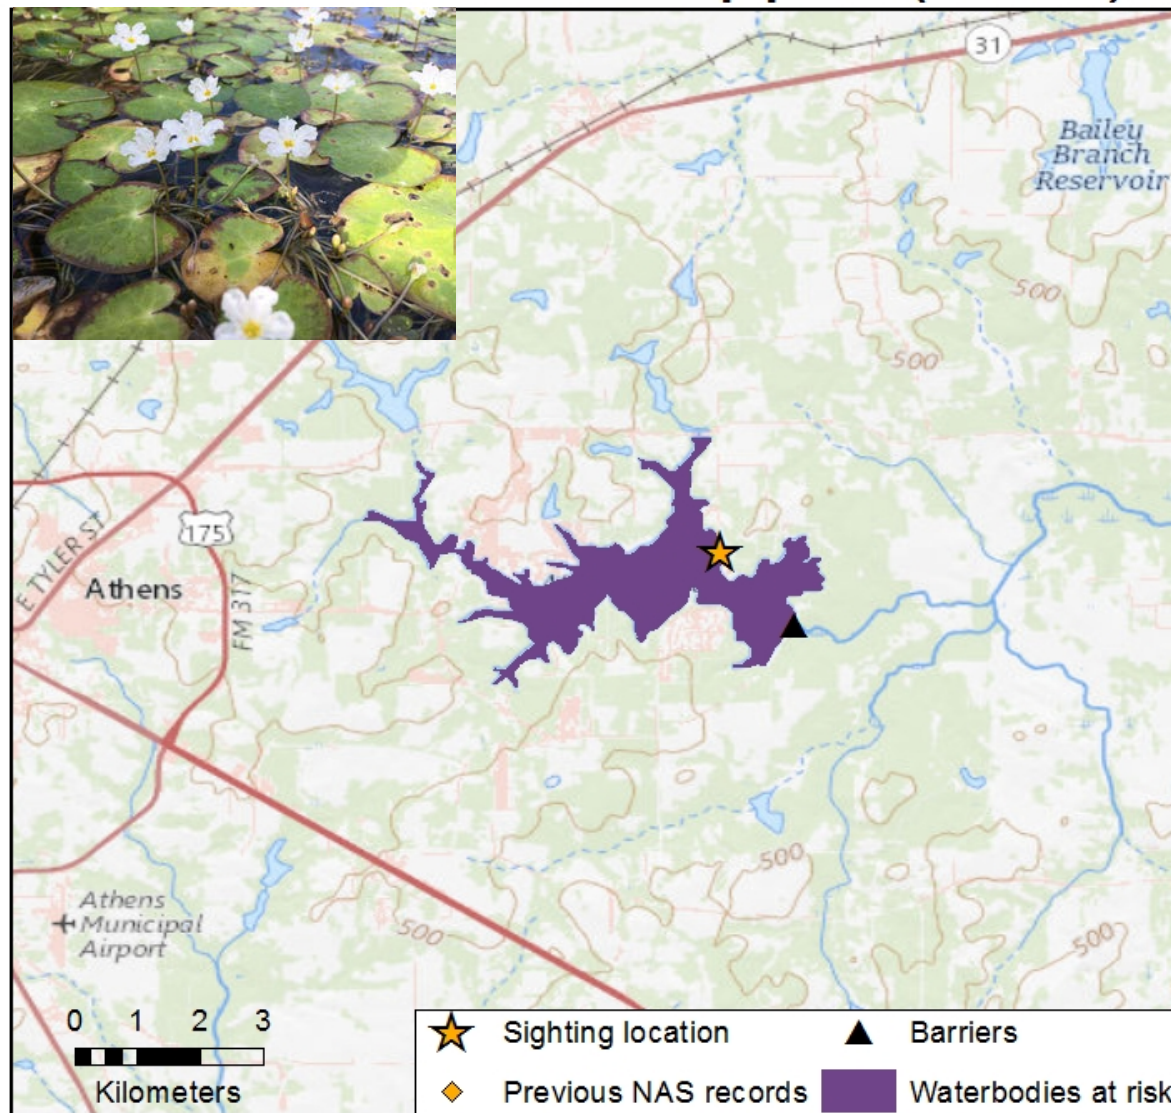 31
Bailey
Branch
Reservoir
500
500
175
E TYLER ST
Athens
FM 317
500
Athens
Municipal
Airport
500
500
0 1 2 3
Kilometers
Sighting location
Barriers
Previous NAS records
Waterbodies at risk